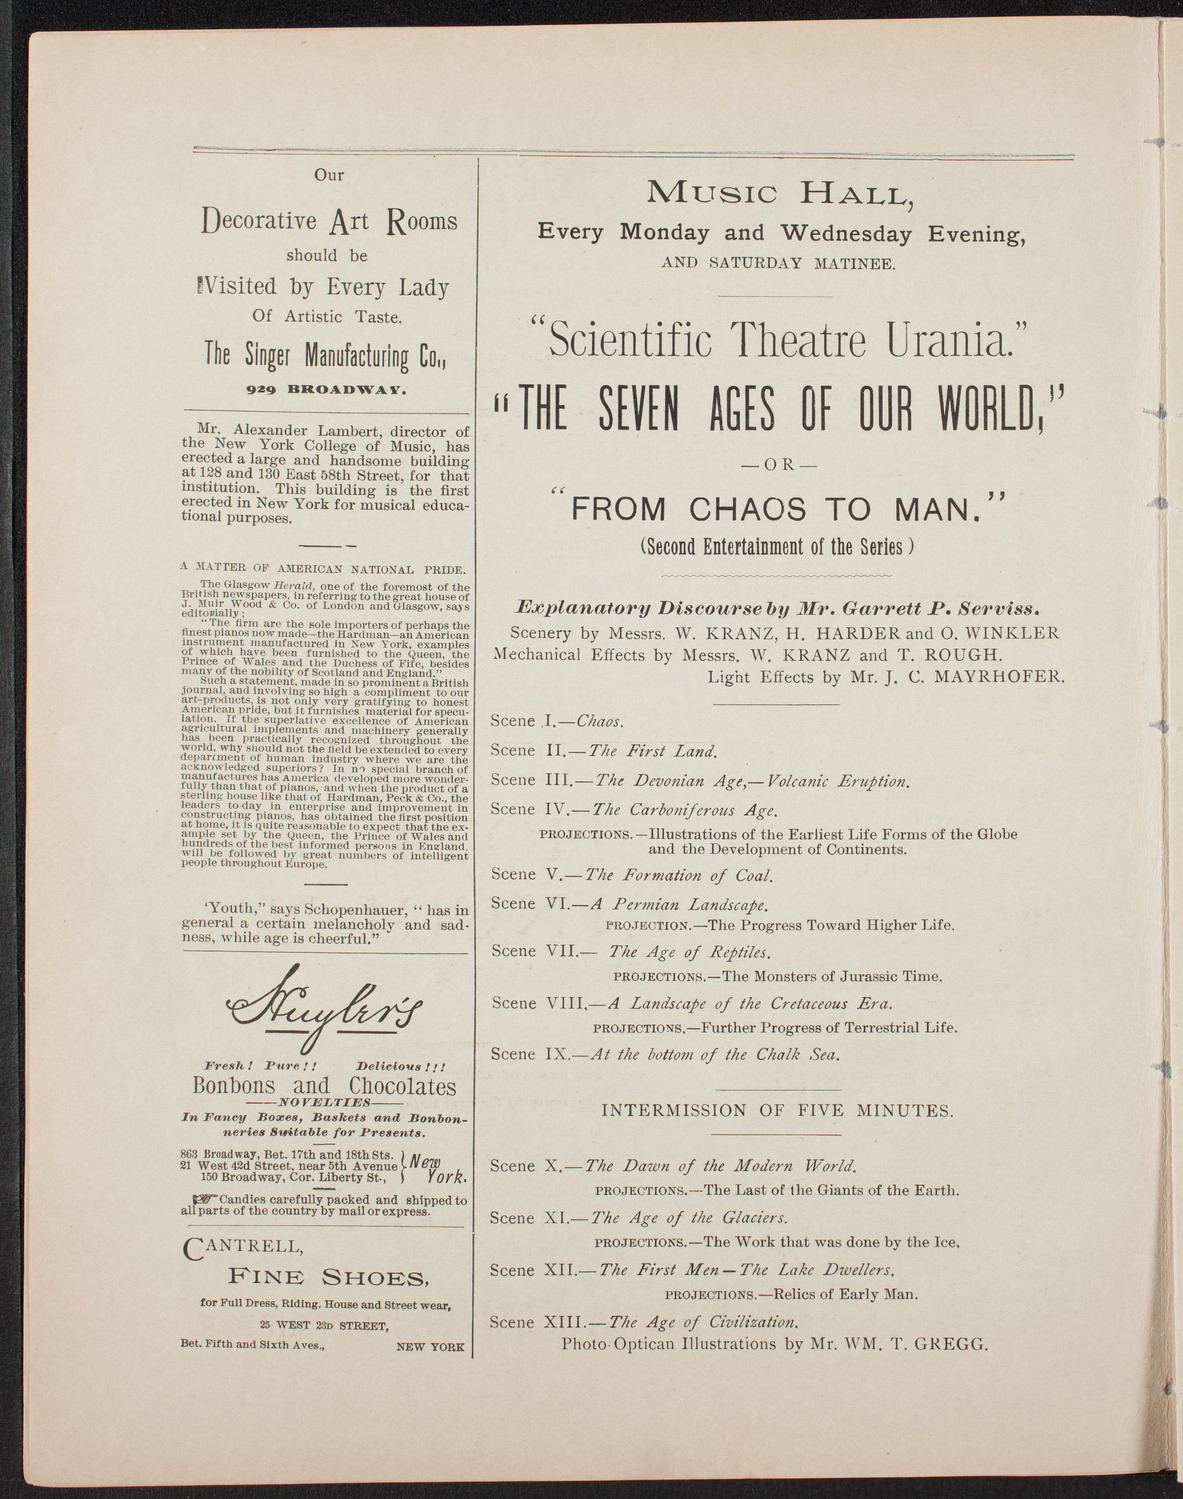 Our
Decorative Art Rooms
should be
Visited by Every Lady
Of Artistic Taste.
The Singer Manufacturing Co.,
929 BROADWAY.
Mr. Alexander Lambert, director of
the New York College of Music, has
erected a large and handsome building
at 128 and 130 East 58th Street, for that
institution. This building is the first
erected in New York for musical educa-
tional purposes.
A MATTER OF AMERICAN NATIONAL PRIDE.
The Glasgow Herald, one of the foremost of the
British newspapers, in referring to the great house of
J. Muir Wood & Co. of London and Glasgow, says
editorially;
"The firm are the sole importers of perhaps the
finest pianos now made—the Hardman—an American
instrument manufactured in New York, examples
of which have been furnished to the Queen, the
Prince of Wales and the Duchess of Fife, besides
many of the nobility of Scotland and England."
Such a statement, made in so prominent a British
journal, and involving so high a compliment to our
art-products, is not only very gratifying to honest
American pride, but it furnishes material for specu-
lation. If the superlative excellence of American
agricultural implements and machinery generally
has been practically recognized throughout the
world, why should not the field be extended to every
department of human industry where we are the
acknowledged superiors? In no special branch of
manufactures has America developed more wonder-
fully than that of pianos, and when the product of a
sterling house like that of Hardman, Peck & Co., the
leaders to-day in enterprise and improvement in
constructing pianos, has obtained the first position
at home, it is quite reasonable to expect that the ex-
ample set by the Queen, the Prince of Wales and
hundreds of the best informed persons in England,
will be followed by great numbers of intelligent
people throughout Europe.
'Youth," says Schopenhauer, "has in
general a certain melancholy and sad-
ness, while age is cheerful."
Huyler's
Fresh! Pure!! Delicious!!!
Bonbons and Chocolates
—NOVELTIES—
In Fancy Boxes, Baskets and Bonbon-
neries Suitable for Presents.
863 Broadway, Bet. 17th and 18th Sts.
21 West 42d Street, near 5th Avenue
150 Broadway, Cor. Liberty St.,
New York.
Candies carefully packed and shipped to
all parts of the country by mail or express.
CANTRELL,
FINE SHOES,
for Full Dress, Riding. House and Street wear,
25 WEST 23D STREET,
Bet. Fifth and Sixth Aves., NEW YORK
MUSIC HALL,
Every Monday and Wednesday Evening,
AND SATURDAY MATINEE.
"Scientific Theatre Urania."
"THE SEVEN AGES OF OUR WORLD,"
—OR—
"FROM CHAOS TO MAN."
(Second Entertainment of the Series)
Explanatory Discourse by Mr. Garrett P. Serviss.
Scenery by Messrs. W. KRANZ, H. HARDER and O. WINKLER
Mechanical Effects by Messrs. W. KRANZ and T. ROUGH.
Light Effects by Mr. J. C. MAYRHOFER.
Scene I.—Chaos.
Scene II.—The First Land.
Scene III.—The Devonian Age,—Volcanic Eruption.
Scene IV.—The Carboniferous Age.
PROJECTIONS.—Illustrations of the Earliest Life Forms of the Globe
and the Development of Continents.
Scene V.—The Formation of Coal.
Scene VI.—A Permian Landscape.
PROJECTION.—The Progress Toward Higher Life.
Scene VII.— The Age of Reptiles.
PROJECTIONS.—The Monsters of Jurassic Time.
Scene VIII.—A Landscape of the Cretaceous Era.
PROJECTIONS.—Further Progress of Terrestrial Life.
Scene IX.—At the bottom of the Chalk Sea.
INTERMISSION OF FIVE MINUTES.
Scene X.—The Dawn of the Modern World.
PROJECTIONS.—The Last of the Giants of the Earth.
Scene XI.—The Age of the Glaciers.
PROJECTIONS.—The Work that was done by the Ice,
Scene XII.—The First Men—The Lake Dwellers.
PROJECTIONS.—Relics of Early Man.
Scene XIII.—The Age of Civilization.
Photo-Optican Illustrations by Mr. WM. T. GREGG.